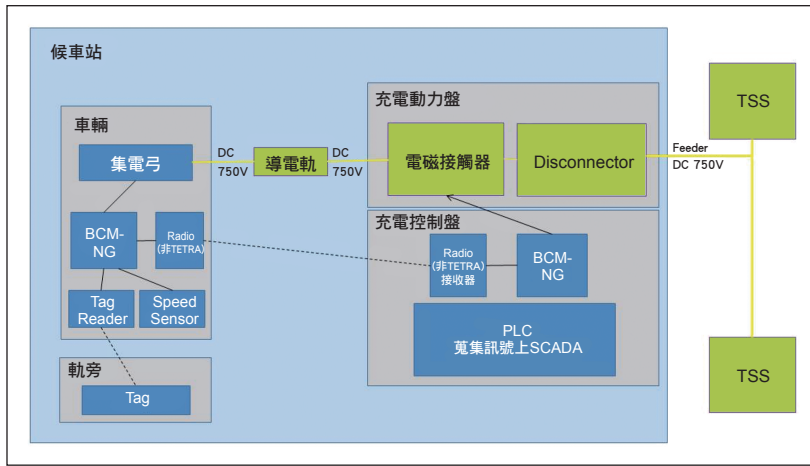 候車站
車輛
集電弓
DC
750V
導電軌
DC
750V
充電動力盤
電磁接觸器
Disconnector
Feeder
DC 750V
TSS
TSS
BCM-
NG
Radio
(非TETRA)
Tag
Reader
Speed
Sensor
軌旁
Tag
充電控制盤
Radio
(非TETRA)
接收器
BCM-
NG
PLC
蒐集訊號上SCADA